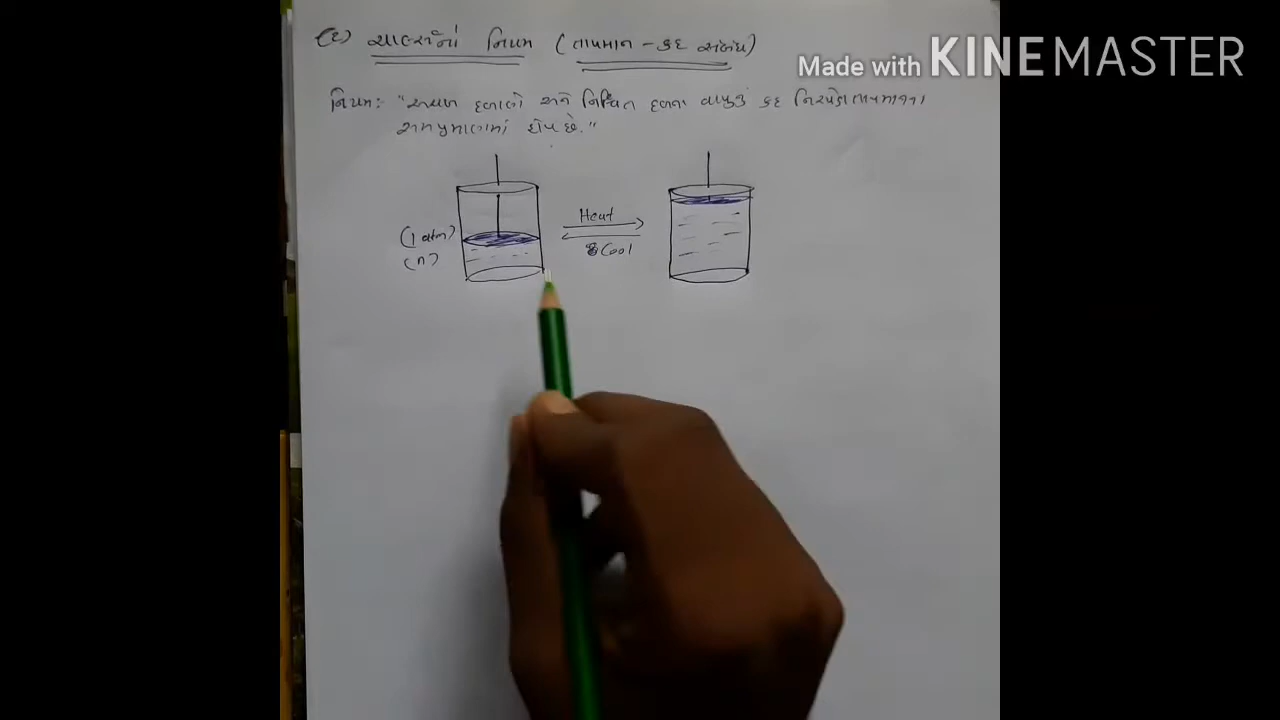 (૨) ચાલ્સૅનો નિયમ (તાપમાન - કદ સંબંધ)
Made with KINEMASTER
નિયમ: "અચળ દબાણે અને નિશ્ચિત દળના વાયુનું કદ નિરપેક્ષ તાપમાનના
સમપ્રમાણમાં હોય છે."
(1 atm)
(n)
Heat
Cool